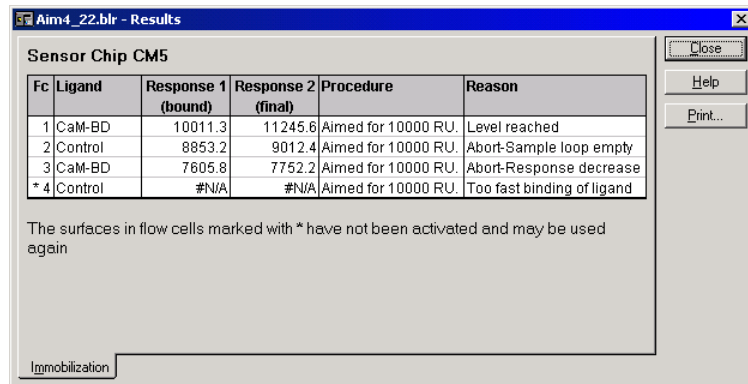 Aim4_22.blr - Results
Sensor Chip CM5
Fc Ligand Response 1 Response 2 Procedure Reason
(bound) (final)
1 CaM-BD 10011.3 11245.6 Aimed for 10000 RU. Level reached
2 Control 8853.2 9012.4 Aimed for 10000 RU. Abort-Sample loop empty
3 CaM-BD 7605.8 7752.2 Aimed for 10000 RU. Abort-Response decrease
* 4 Control #N/A #N/A Aimed for 10000 RU. Too fast binding of ligand
The surfaces in flow cells marked with * have not been activated and may be used
again
Immobilization
Close
Help
Print...